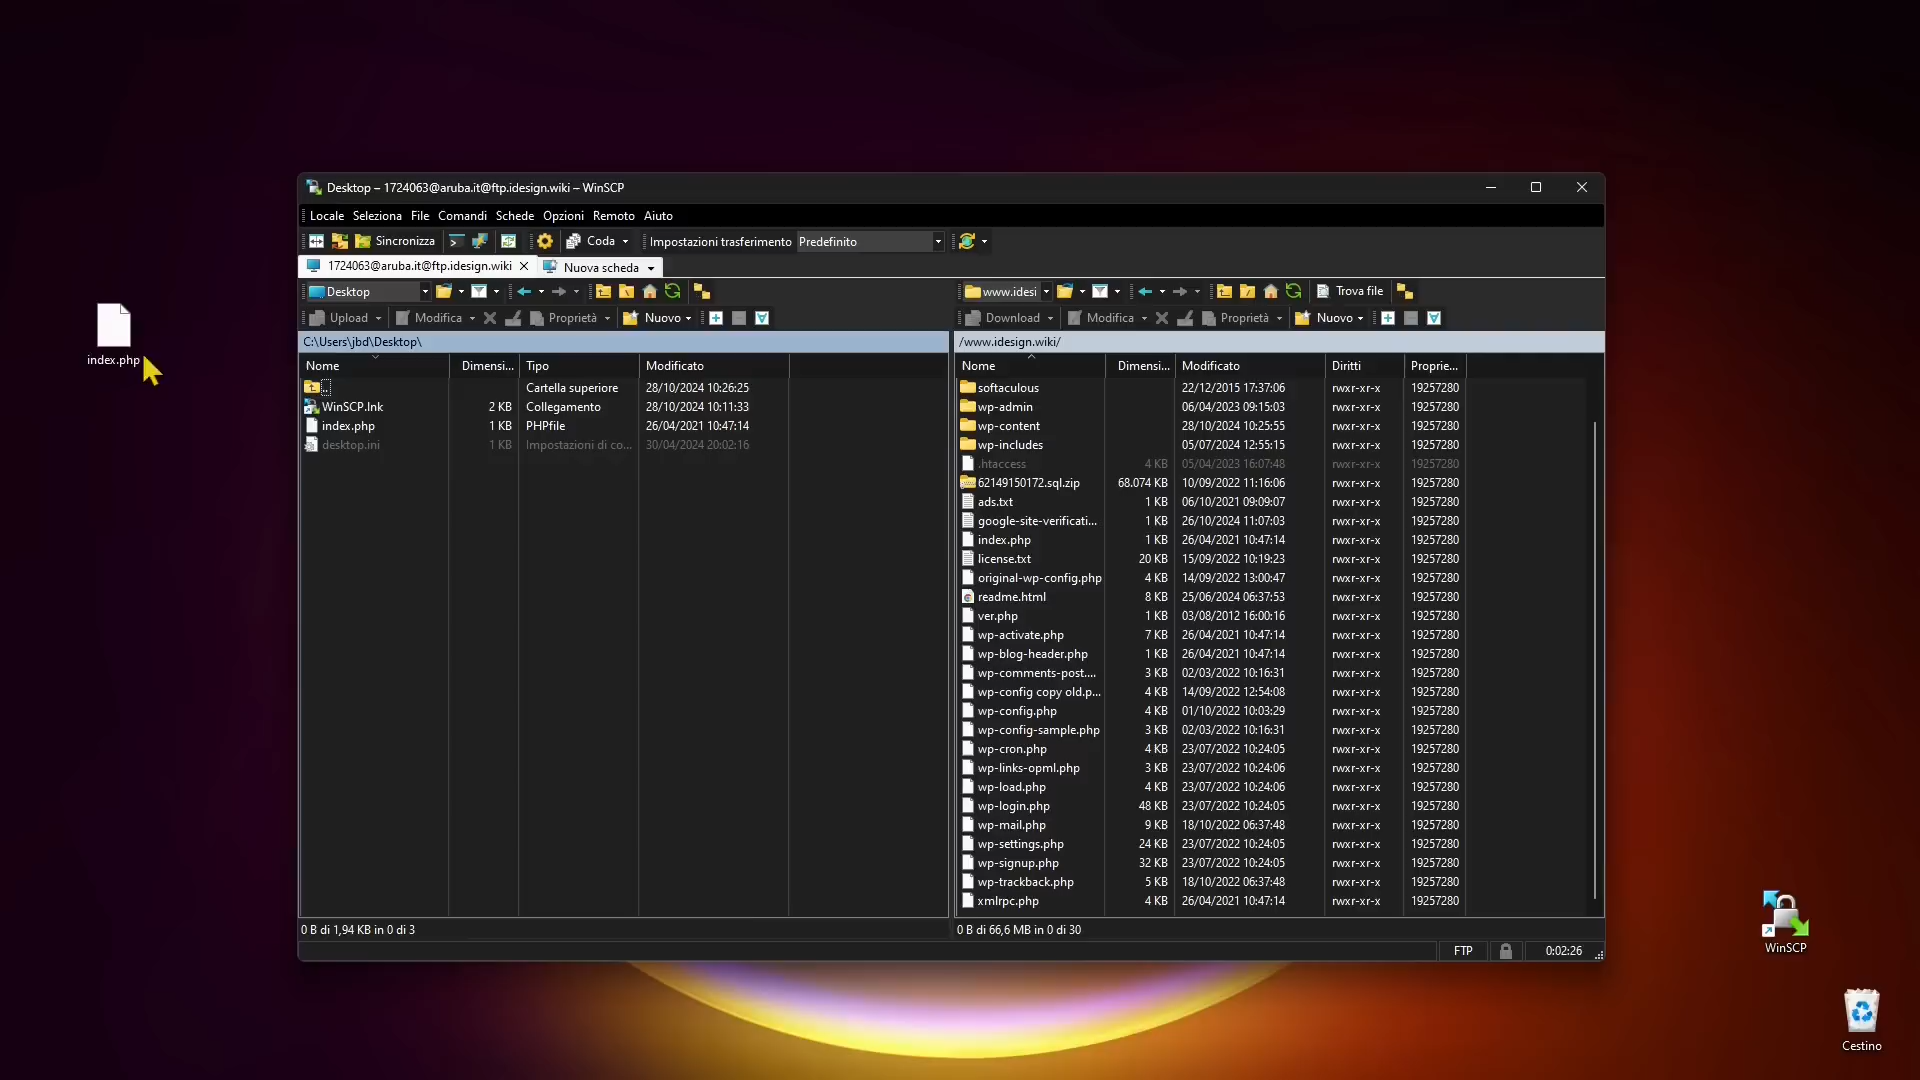 Desktop – 1724063@aruba.it@ftp.idesign.wiki – WinSCP
Locale Seleziona File Comandi Schede Opzioni Remoto Aiuto
Sincronizza Coda Impostazioni trasferimento Predefinito
1724063@aruba.it@ftp.idesign.wiki Nuova scheda
Desktop
Upload Modifica Proprietà Nuovo
C:\Users\jbd\Desktop\
Nome Dimensi... Tipo Modificato
.. Cartella superiore 28/10/2024 10:26:25
WinSCP.lnk 2 KB Collegamento 28/10/2024 10:11:33
index.php 1 KB PHPfile 26/04/2021 10:47:14
desktop.ini 1 KB Impostazioni di co... 30/04/2024 20:02:16
0 B di 1,94 KB in 0 di 3
www.idesi Trova file
Download Modifica Proprietà Nuovo
/www.idesign.wiki/
Nome Dimensi... Modificato Diritti Proprie...
softaculous 22/12/2015 17:37:06 rwxr-xr-x 19257280
wp-admin 06/04/2023 09:15:03 rwxr-xr-x 19257280
wp-content 28/10/2024 10:25:55 rwxr-xr-x 19257280
wp-includes 05/07/2024 12:55:15 rwxr-xr-x 19257280
.htaccess 4 KB 05/04/2023 16:07:48 rwxr-xr-x 19257280
62149150172.sql.zip 68.074 KB 10/09/2022 11:16:06 rwxr-xr-x 19257280
ads.txt 1 KB 06/10/2021 09:09:07 rwxr-xr-x 19257280
google-site-verificati... 1 KB 26/10/2024 11:07:03 rwxr-xr-x 19257280
index.php 1 KB 26/04/2021 10:47:14 rwxr-xr-x 19257280
license.txt 20 KB 15/09/2022 10:19:23 rwxr-xr-x 19257280
original-wp-config.php 4 KB 14/09/2022 13:00:47 rwxr-xr-x 19257280
readme.html 8 KB 25/06/2024 06:37:53 rwxr-xr-x 19257280
ver.php 1 KB 03/08/2012 16:00:16 rwxr-xr-x 19257280
wp-activate.php 7 KB 26/04/2021 10:47:14 rwxr-xr-x 19257280
wp-blog-header.php 1 KB 26/04/2021 10:47:14 rwxr-xr-x 19257280
wp-comments-post.... 3 KB 02/03/2022 10:16:31 rwxr-xr-x 19257280
wp-config copy old.p... 4 KB 14/09/2022 12:54:08 rwxr-xr-x 19257280
wp-config.php 4 KB 01/10/2022 10:03:29 rwxr-xr-x 19257280
wp-config-sample.php 3 KB 02/03/2022 10:16:31 rwxr-xr-x 19257280
wp-cron.php 4 KB 23/07/2022 10:24:05 rwxr-xr-x 19257280
wp-links-opml.php 3 KB 23/07/2022 10:24:06 rwxr-xr-x 19257280
wp-load.php 4 KB 23/07/2022 10:24:06 rwxr-xr-x 19257280
wp-login.php 48 KB 23/07/2022 10:24:05 rwxr-xr-x 19257280
wp-mail.php 9 KB 18/10/2022 06:37:48 rwxr-xr-x 19257280
wp-settings.php 24 KB 23/07/2022 10:24:05 rwxr-xr-x 19257280
wp-signup.php 32 KB 23/07/2022 10:24:05 rwxr-xr-x 19257280
wp-trackback.php 5 KB 18/10/2022 06:37:48 rwxr-xr-x 19257280
xmlrpc.php 4 KB 26/04/2021 10:47:14 rwxr-xr-x 19257280
0 B di 66,6 MB in 0 di 30
FTP 0:02:26
index.php
WinSCP
Cestino